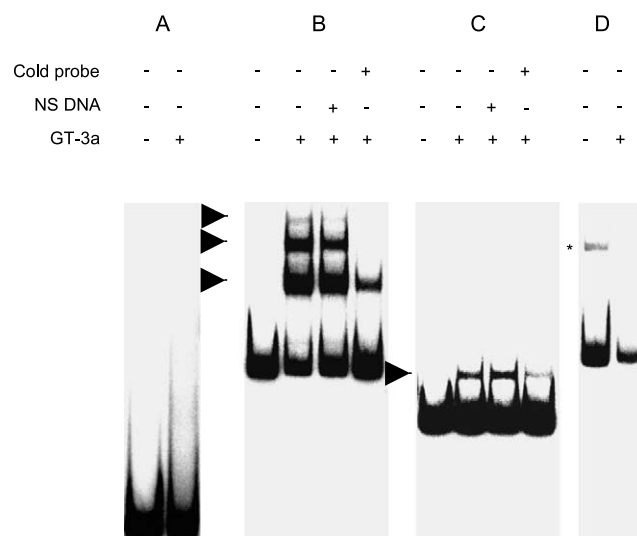 A B C D
Cold probe - - - - - + - - - + - -
NS DNA - - - - + - - - + - - -
GT-3a - + - + + + - + + + - +
*